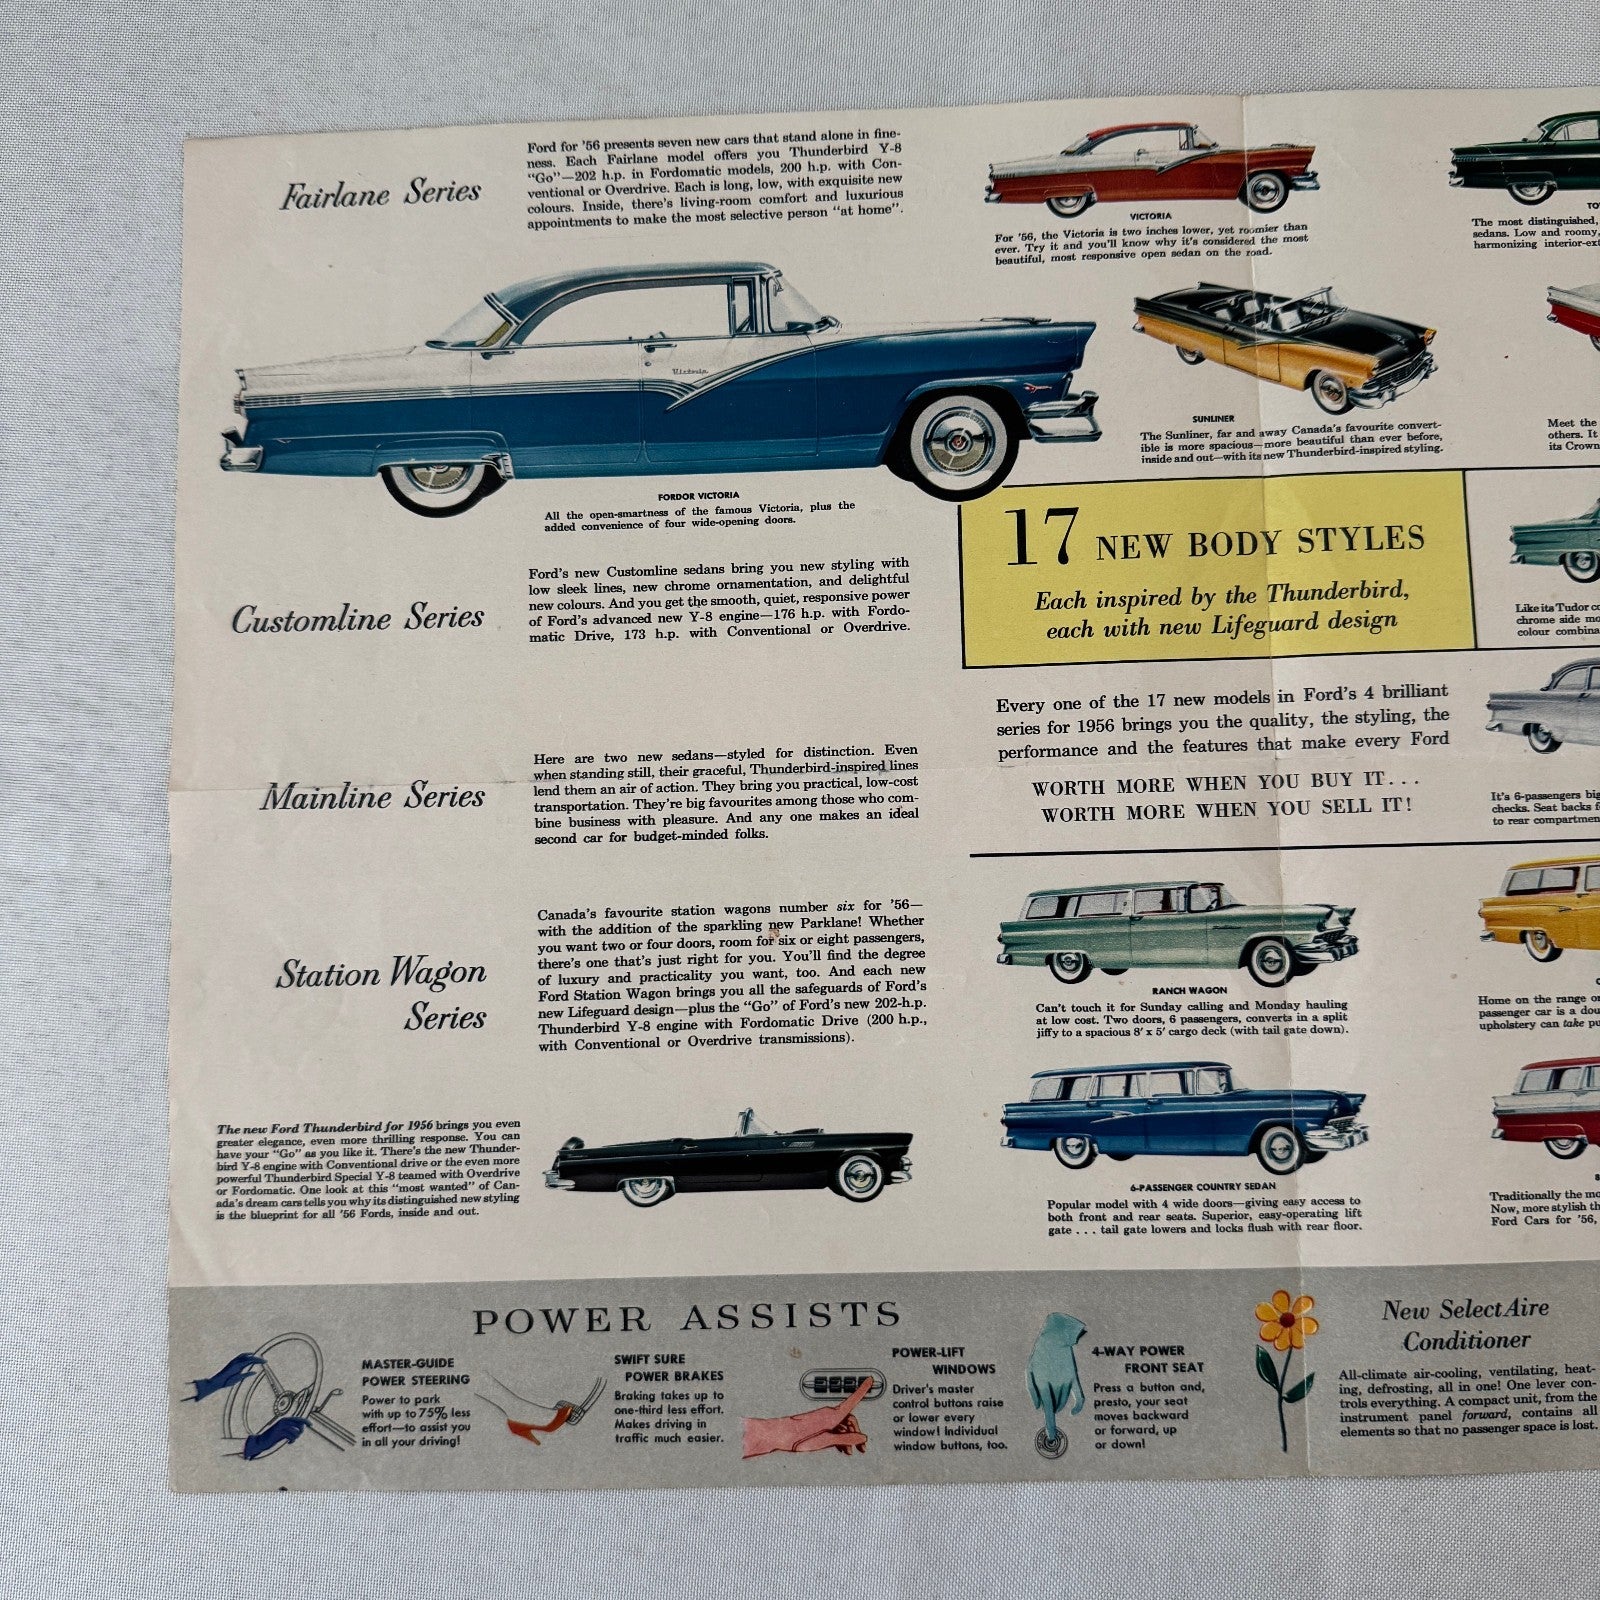 Fairlane Series
Ford for '56 presents seven new cars that stand alone in fine-
ness. Each Fairlane model offers you Thunderbird Y-8
"Go"—202 h.p. in Fordomatic models, 200 h.p. with Con-
ventional or Overdrive. Each is long, low, with exquisite new
colours. Inside, there's living-room comfort and luxurious
appointments to make the most selective person "at home".
VICTORIA
For '56, the Victoria is two inches lower, yet roomier than
ever. Try it and you'll know why it's considered the most
beautiful, most responsive open sedan on the road.
TO
The most distinguished,
sedans. Low and roomy,
harmonizing interior-ext
Victoria
FORDOR VICTORIA
All the open-smartness of the famous Victoria, plus the
added convenience of four wide-opening doors.
SUNLINER
The Sunliner, far and away Canada's favourite convert-
ible is more spacious—more beautiful than ever before,
inside and out—with its new Thunderbird-inspired styling.
Meet the
others. It
its Crown
17 NEW BODY STYLES
Each inspired by the Thunderbird,
each with new Lifeguard design
Customline Series
Ford's new Customline sedans bring you new styling with
low sleek lines, new chrome ornamentation, and delightful
new colours. And you get the smooth, quiet, responsive power
of Ford's advanced new Y-8 engine—176 h.p. with Fordo-
matic Drive, 173 h.p. with Conventional or Overdrive.
Like its Tudor co
chrome side mo
colour combina
Every one of the 17 new models in Ford's 4 brilliant
series for 1956 brings you the quality, the styling, the
performance and the features that make every Ford
WORTH MORE WHEN YOU BUY IT...
WORTH MORE WHEN YOU SELL IT!
Mainline Series
Here are two new sedans—styled for distinction. Even
when standing still, their graceful, Thunderbird-inspired lines
lend them an air of action. They bring you practical, low-cost
transportation. They're big favourites among those who com-
bine business with pleasure. And any one makes an ideal
second car for budget-minded folks.
It's 6-passengers big
checks. Seat backs f
to rear compartmen
Station Wagon
Series
Canada's favourite station wagons number six for '56—
with the addition of the sparkling new Parklane! Whether
you want two or four doors, room for six or eight passengers,
there's one that's just right for you. You'll find the degree
of luxury and practicality you want, too. And each new
Ford Station Wagon brings you all the safeguards of Ford's
new Lifeguard design—plus the "Go" of Ford's new 202-h.p.
Thunderbird Y-8 engine with Fordomatic Drive (200 h.p.,
with Conventional or Overdrive transmissions).
RANCH WAGON
Can't touch it for Sunday calling and Monday hauling
at low cost. Two doors, 6 passengers, converts in a split
jiffy to a spacious 8' x 5' cargo deck (with tail gate down).
Home on the range or
passenger car is a dou
upholstery can take pu
The new Ford Thunderbird for 1956 brings you even
greater elegance, even more thrilling response. You can
have your "Go" as you like it. There's the new Thunder-
bird Y-8 engine with Conventional drive or the even more
powerful Thunderbird Special Y-8 teamed with Overdrive
or Fordomatic. One look at this "most wanted" of Can-
ada's dream cars tells you why its distinguished new styling
is the blueprint for all '56 Fords, inside and out.
6-PASSENGER COUNTRY SEDAN
Popular model with 4 wide doors—giving easy access to
both front and rear seats. Superior, easy-operating lift
gate . . . tail gate lowers and locks flush with rear floor.
Traditionally the mo
Now, more stylish th
Ford Cars for '56,
POWER ASSISTS
MASTER-GUIDE
POWER STEERING
Power to park
with up to 75% less
effort—to assist you
in all your driving!
SWIFT SURE
POWER BRAKES
Braking takes up to
one-third less effort.
Makes driving in
traffic much easier.
POWER-LIFT
WINDOWS
Driver's master
control buttons raise
or lower every
window! Individual
window buttons, too.
4-WAY POWER
FRONT SEAT
Press a button and,
presto, your seat
moves backward
or forward, up
or down!
New SelectAire
Conditioner
All-climate air-cooling, ventilating, heat-
ing, defrosting, all in one! One lever con-
trols everything. A compact unit, from the
instrument panel forward, contains all
elements so that no passenger space is lost.